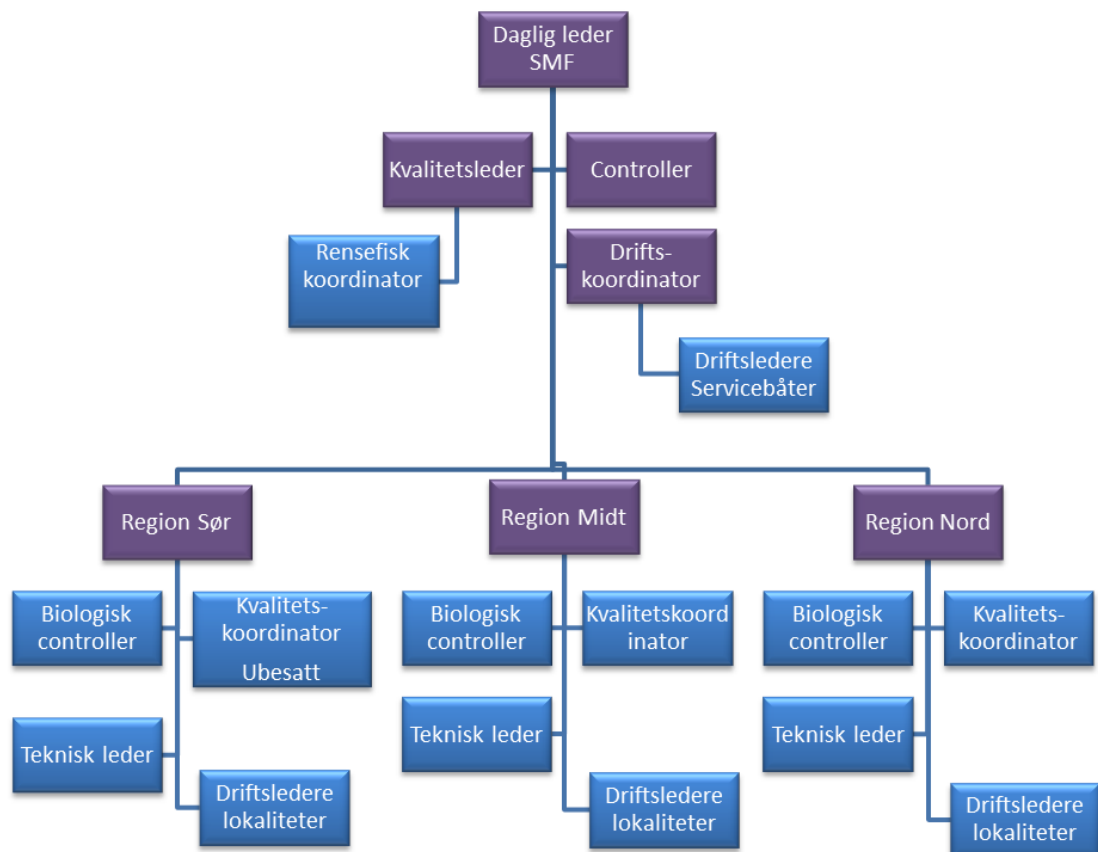 Daglig leder
SMF
Kvalitetsleder
Controller
Rensefisk
koordinator
Drifts-
koordinator
Driftsledere
Servicebåter
Region Sør
Region Midt
Region Nord
Biologisk
controller
Kvalitets-
koordinator
Ubesatt
Biologisk
controller
Kvalitetskoord
inator
Biologisk
controller
Kvalitets-
koordinator
Teknisk leder
Teknisk leder
Teknisk leder
Driftsledere
lokaliteter
Driftsledere
lokaliteter
Driftsledere
lokaliteter